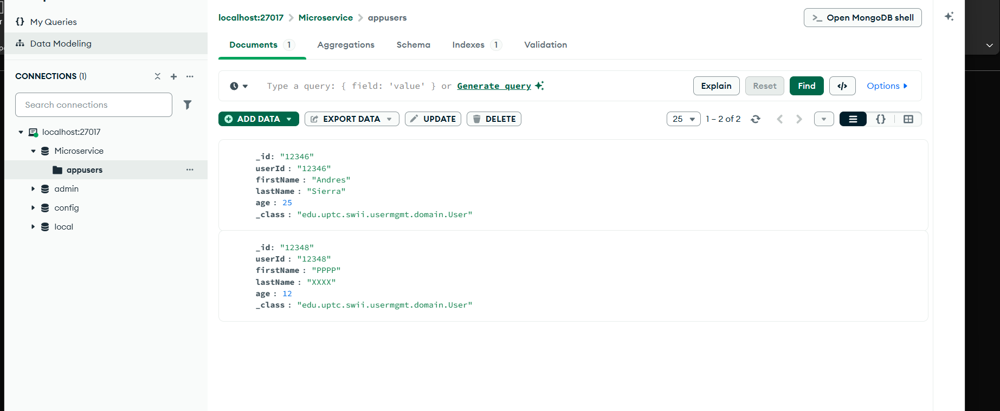 My Queries
Data Modeling
CONNECTIONS (1)
Search connections
localhost:27017
Microservice
appusers
admin
config
local
localhost:27017 > Microservice > appusers
>_ Open MongoDB shell
Documents 1 Aggregations Schema Indexes 1 Validation
Type a query: { field: 'value' } or Generate query
Explain Reset Find </> Options
ADD DATA EXPORT DATA UPDATE DELETE
25 1 – 2 of 2 {}
_id: "12346"
userId : "12346"
firstName : "Andres"
lastName : "Sierra"
age : 25
_class : "edu.uptc.swii.usermgmt.domain.User"
_id: "12348"
userId : "12348"
firstName : "PPPP"
lastName : "XXXX"
age : 12
_class : "edu.uptc.swii.usermgmt.domain.User"